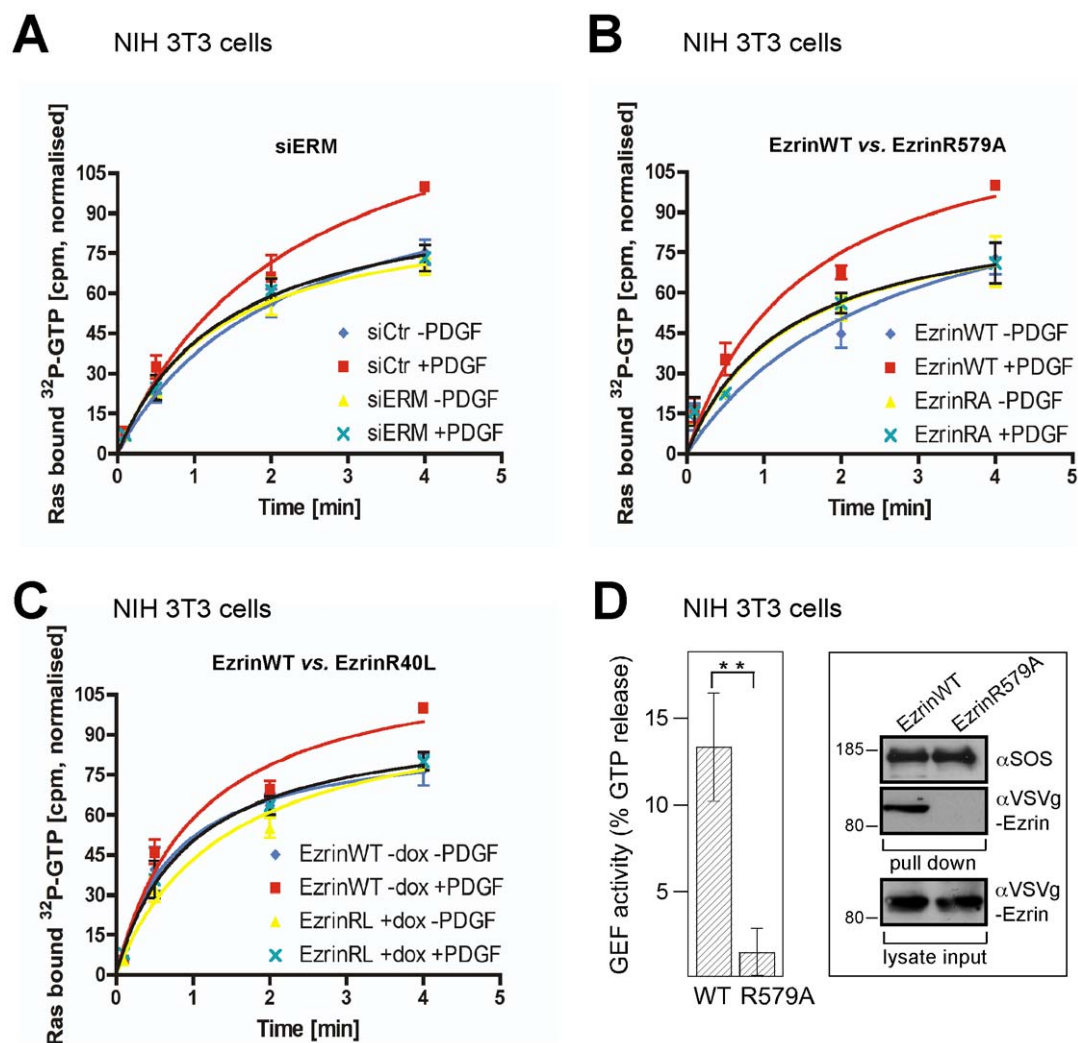 A NIH 3T3 cells
siERM
Ras bound ³²P-GTP [cpm, normalised]
105
90
75
60
45
30
15
0
0 1 2 3 4 5
Time [min]
siCtr -PDGF
siCtr +PDGF
siERM -PDGF
siERM +PDGF
B NIH 3T3 cells
EzrinWT vs. EzrinR579A
Ras bound ³²P-GTP [cpm, normalised]
105
90
75
60
45
30
15
0
0 1 2 3 4 5
Time [min]
EzrinWT -PDGF
EzrinWT +PDGF
EzrinRA -PDGF
EzrinRA +PDGF
C NIH 3T3 cells
EzrinWT vs. EzrinR40L
Ras bound ³²P-GTP [cpm, normalised]
105
90
75
60
45
30
15
0
0 1 2 3 4 5
Time [min]
EzrinWT -dox -PDGF
EzrinWT -dox +PDGF
EzrinRL +dox -PDGF
EzrinRL +dox +PDGF
D NIH 3T3 cells
GEF activity (% GTP release)
15
10
5
**
WT R579A
EzrinWT EzrinR579A
185
αSOS
αVSVg
-Ezrin
80
pull down
αVSVg
-Ezrin
80
lysate input